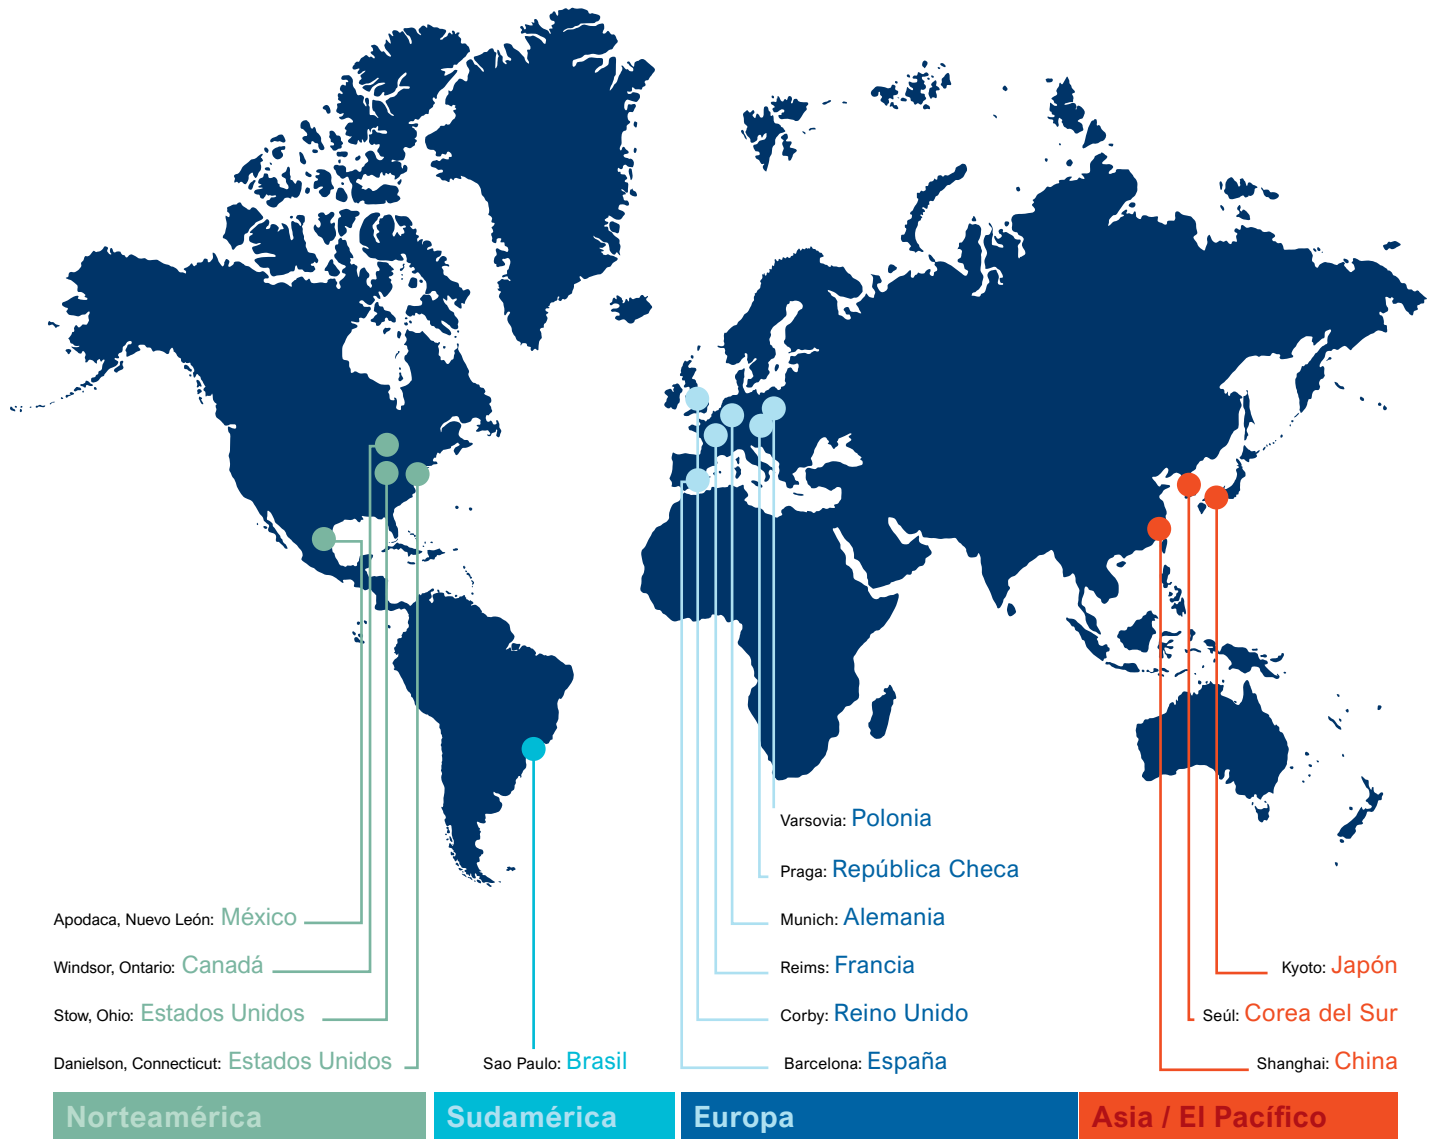 Varsovia: Polonia
Praga: República Checa
Apodaca, Nuevo León: México
Munich: Alemania
Windsor, Ontario: Canadá
Reims: Francia
Kyoto: Japón
Stow, Ohio: Estados Unidos
Corby: Reino Unido
Seúl: Corea del Sur
Danielson, Connecticut: Estados Unidos
Sao Paulo: Brasil
Barcelona: España
Shanghai: China
Norteamérica
Sudamérica
Europa
Asia / El Pacífico